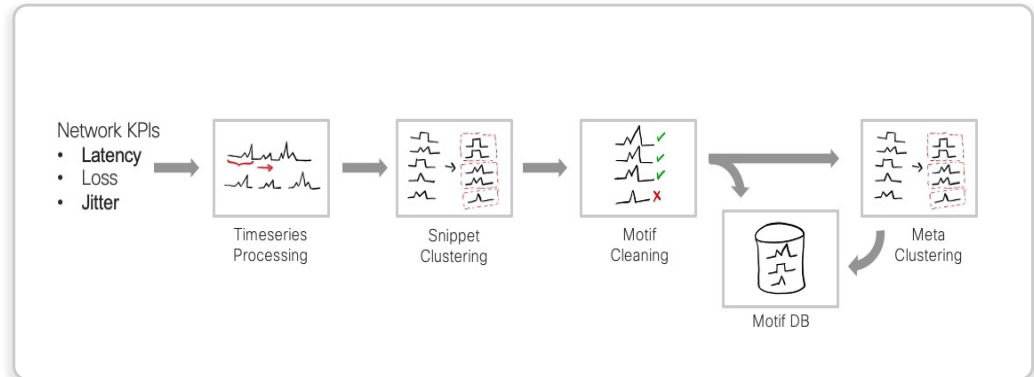 Network KPIs
• Latency
• Loss
• Jitter
Timeseries
Processing
Snippet
Clustering
Motif
Cleaning
Motif DB
Meta
Clustering